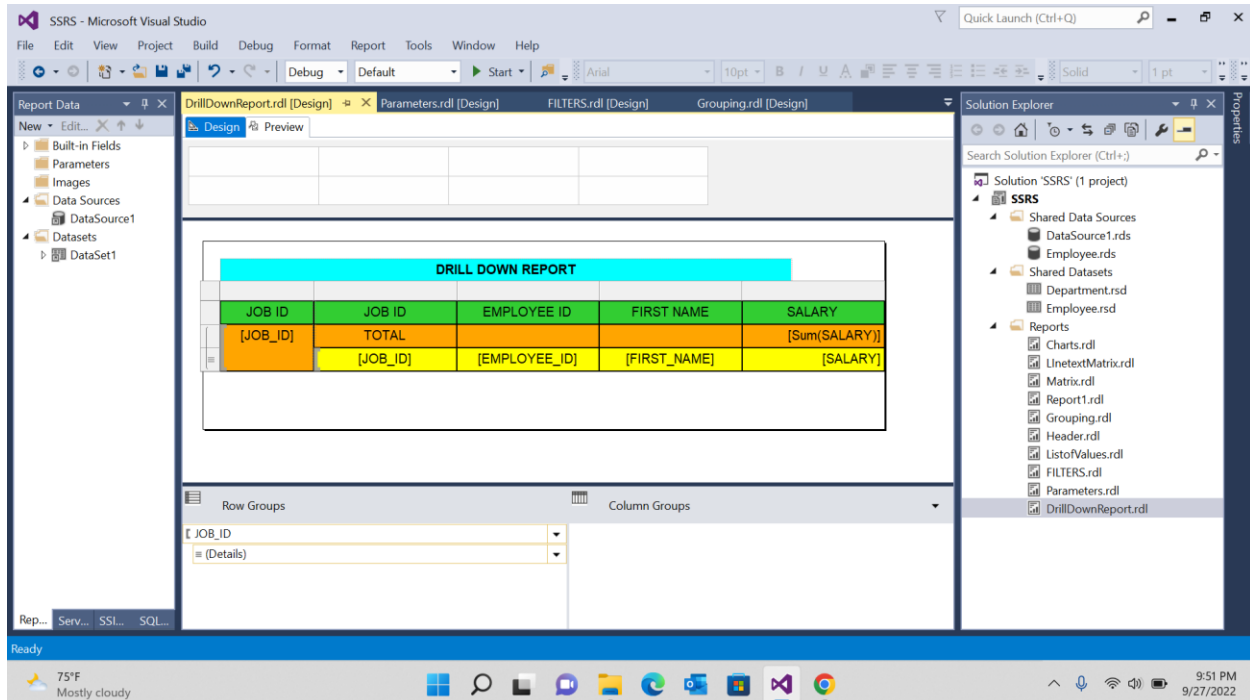 SSRS - Microsoft Visual Studio
Quick Launch (Ctrl+Q)
File Edit View Project Build Debug Format Report Tools Window Help
Debug Default Start Arial 10pt B I U A Solid 1 pt
Report Data
New Edit...
Built-in Fields
Parameters
Images
Data Sources
DataSource1
Datasets
DataSet1
Rep... Serv... SSI... SQL...
DrillDownReport.rdl [Design] Parameters.rdl [Design] FILTERS.rdl [Design] Grouping.rdl [Design]
Design Preview
DRILL DOWN REPORT
JOB ID JOB ID EMPLOYEE ID FIRST NAME SALARY
[JOB_ID] TOTAL [Sum(SALARY)]
[JOB_ID] [EMPLOYEE_ID] [FIRST_NAME] [SALARY]
Row Groups Column Groups
JOB_ID
(Details)
Solution Explorer
Search Solution Explorer (Ctrl+;)
Solution 'SSRS' (1 project)
SSRS
Shared Data Sources
DataSource1.rds
Employee.rds
Shared Datasets
Department.rsd
Employee.rsd
Reports
Charts.rdl
LInetextMatrix.rdl
Matrix.rdl
Report1.rdl
Grouping.rdl
Header.rdl
ListofValues.rdl
FILTERS.rdl
Parameters.rdl
DrillDownReport.rdl
Properties
Ready
75°F
Mostly cloudy
9:51 PM
9/27/2022